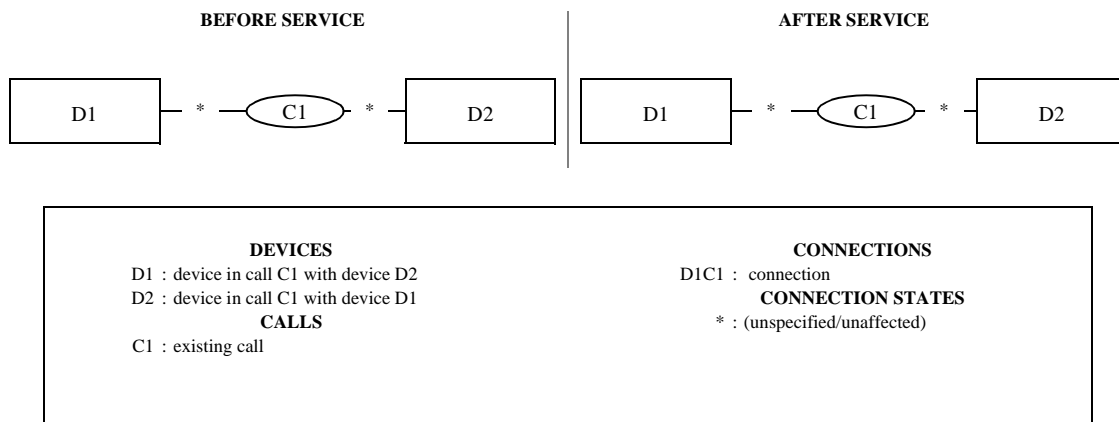 BEFORE SERVICE
AFTER SERVICE
D1 * C1 * D2
D1 * C1 * D2
DEVICES
D1 : device in call C1 with device D2
D2 : device in call C1 with device D1
CALLS
C1 : existing call
CONNECTIONS
D1C1 : connection
CONNECTION STATES
* : (unspecified/unaffected)